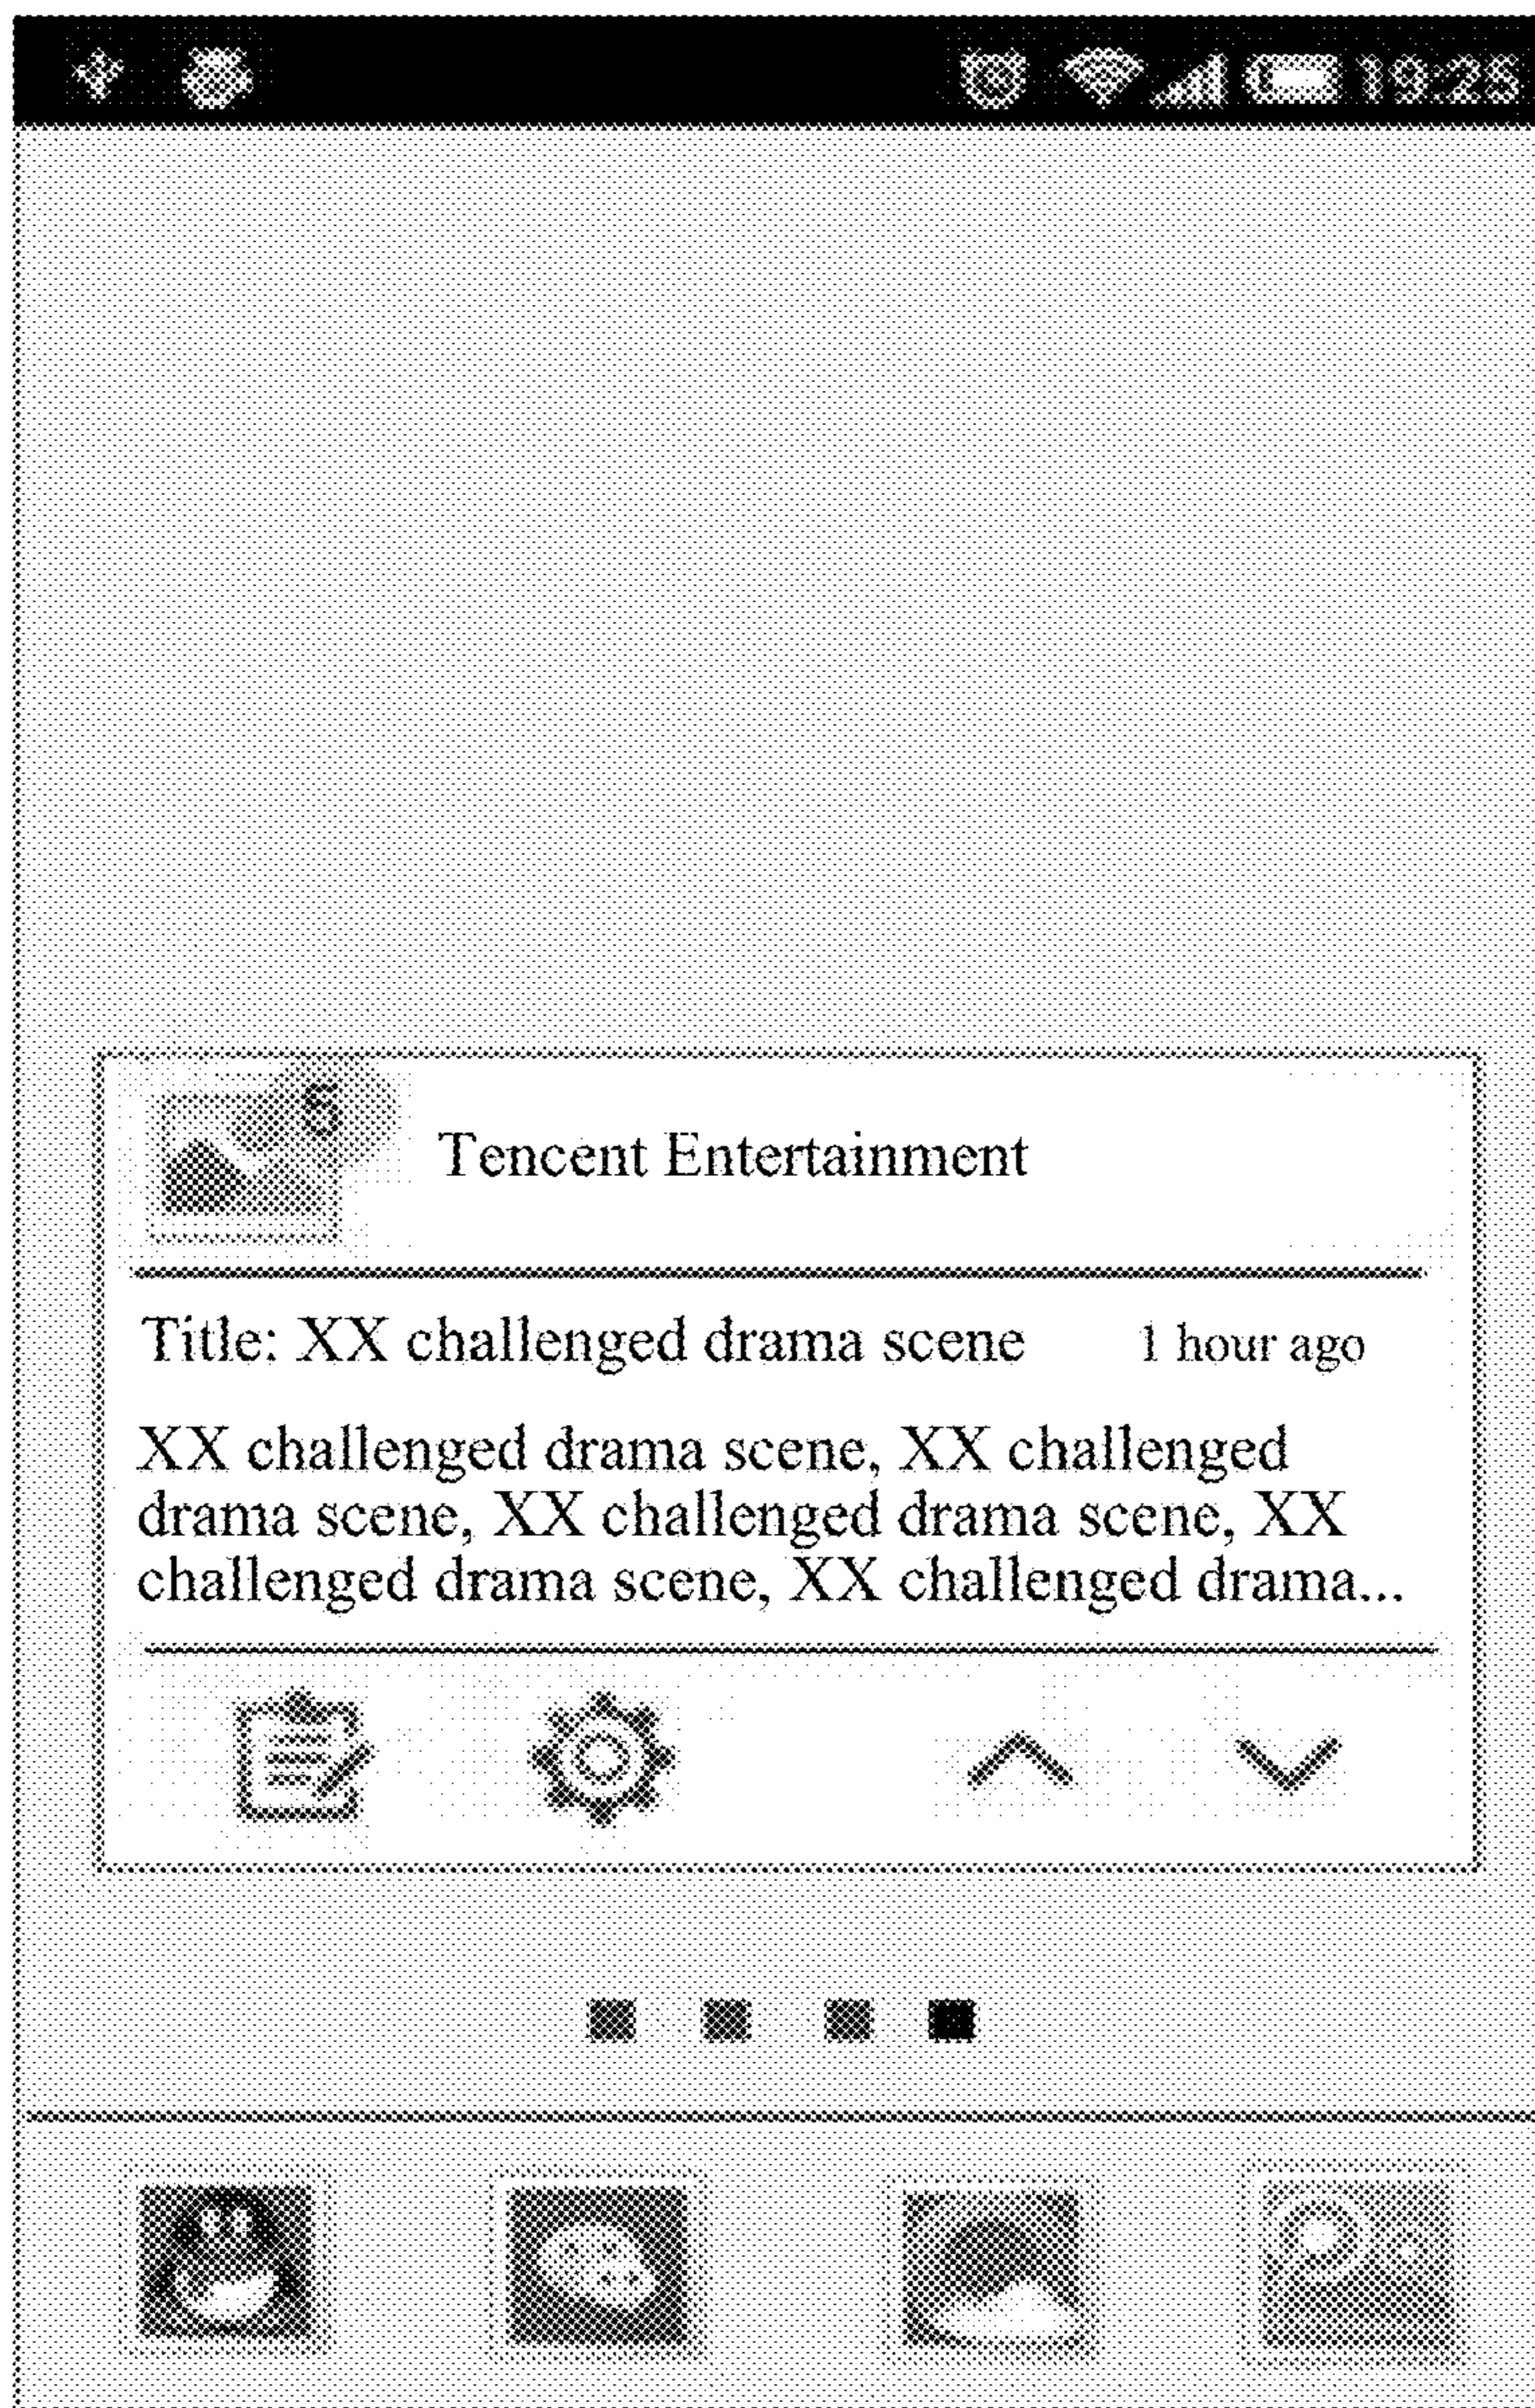 19:25
5
Tencent Entertainment
Title: XX challenged drama scene 1 hour ago
XX challenged drama scene, XX challenged
drama scene, XX challenged drama scene, XX
challenged drama scene, XX challenged drama...